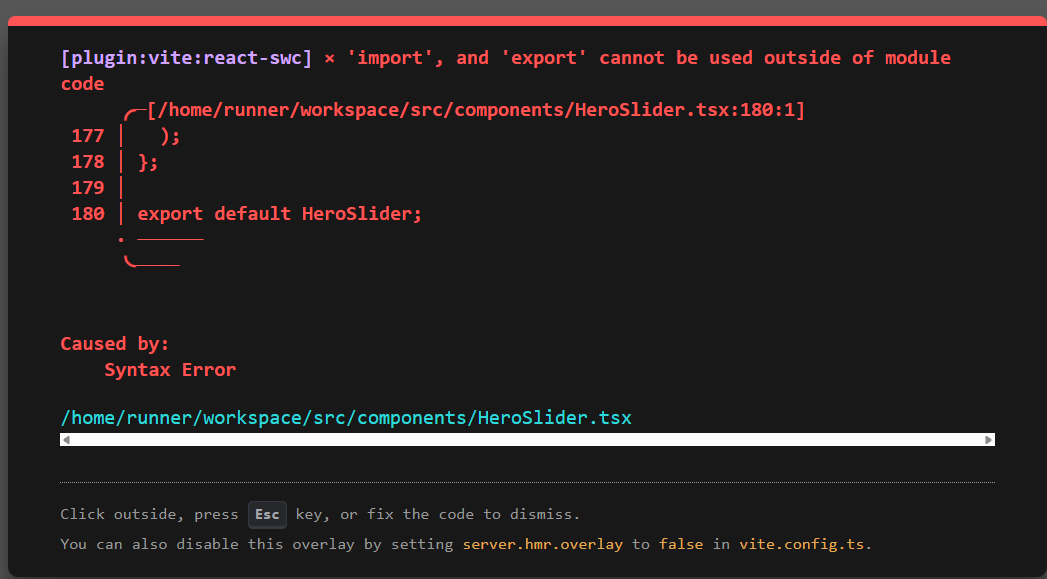 [plugin:vite:react-swc] × 'import', and 'export' cannot be used outside of module
code
╭─[/home/runner/workspace/src/components/HeroSlider.tsx:180:1]
177 │   );
178 │ };
179 │
180 │ export default HeroSlider;
· ──────
╰────
Caused by:
Syntax Error
/home/runner/workspace/src/components/HeroSlider.tsx
Click outside, press Esc key, or fix the code to dismiss.
You can also disable this overlay by setting server.hmr.overlay to false in vite.config.ts.